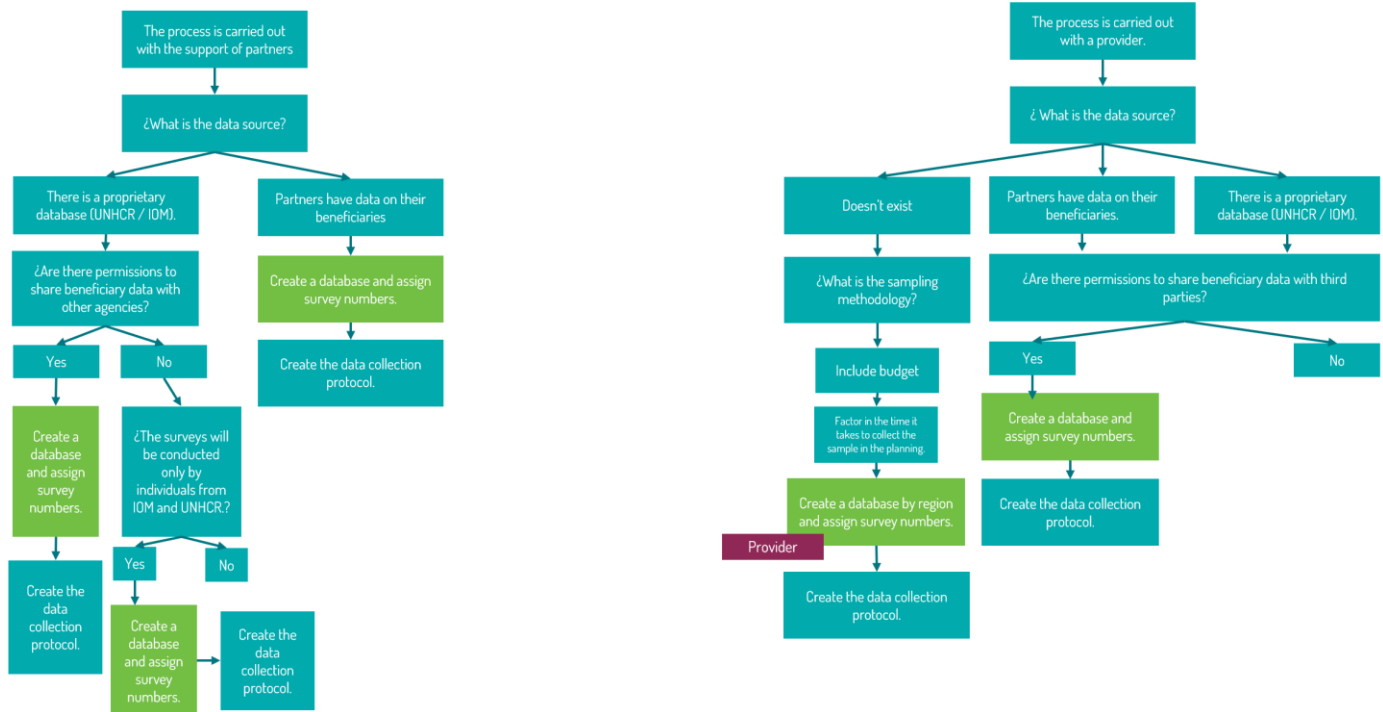 The process is carried out
with the support of partners
¿What is the data source?
There is a proprietary
database (UNHCR / IOM).
Partners have data on their
beneficiaries
¿Are there permissions to
share beneficiary data with
other agencies?
Create a database and assign
survey numbers.
Yes
No
Create the data collection
protocol.
Create a
database
and assign
survey
numbers.
¿The surveys will
be conducted
only by
individuals from
IOM and UNHCR.?
Yes
No
Create the
data
collection
protocol.
Create a
database
and assign
survey
numbers.
Create the
data
collection
protocol.
The process is carried out
with a provider.
¿ What is the data source?
Doesn't exist
Partners have data on their
beneficiaries.
There is a proprietary
database (UNHCR / IOM).
¿What is the sampling
methodology?
¿Are there permissions to share beneficiary data with third
parties?
Yes
No
Include budget
Factor in the time it
takes to collect the
sample in the planning.
Create a database and
assign survey numbers.
Create a database by region
and assign survey numbers.
Provider
Create the data collection
protocol.
Create the data collection
protocol.